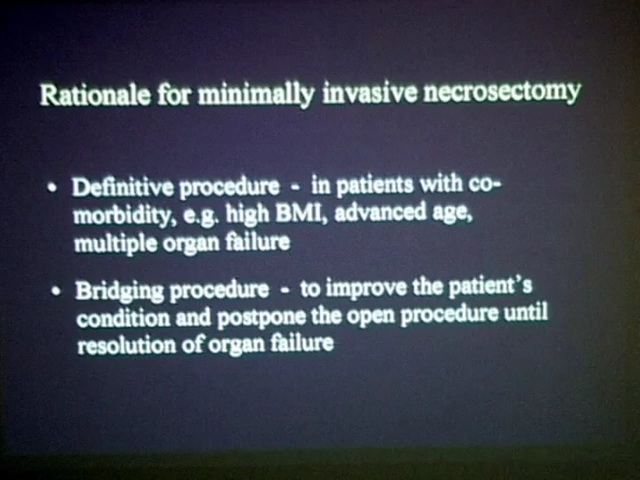 Rationale for minimally invasive necrosectomy
• Definitive procedure - in patients with co-
morbidity, e.g. high BMI, advanced age,
multiple organ failure
• Bridging procedure - to improve the patient's
condition and postpone the open procedure until
resolution of organ failure